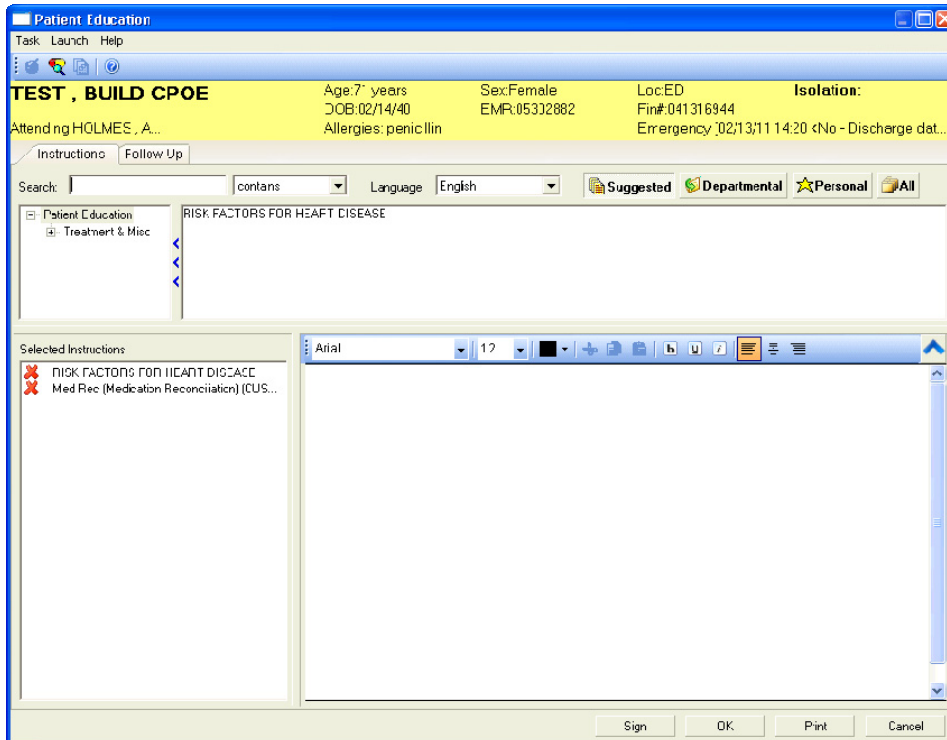 Patient Education
Task Launch Help
TEST , BUILD CPOE Age:7 years Sex:Female Loc:ED Isolation:
DOB:02/14/40 EMR: Fin#:041316944
Attending HOLMES , A... Allergies: penicillin Emergency [02/13/11 14:20 <No - Discharge dat...
Instructions Follow Up
Search: contans Language English Suggested Departmental Personal All
Patient Education RISK FACTORS FOR HEART DISEASE
Treatment & Misc
Selected Instructions Arial 12
RISK FACTORS FOR HEART DISEASE
Med Rec (Medication Reconciliation) (CUS...
Sign OK Print Cancel